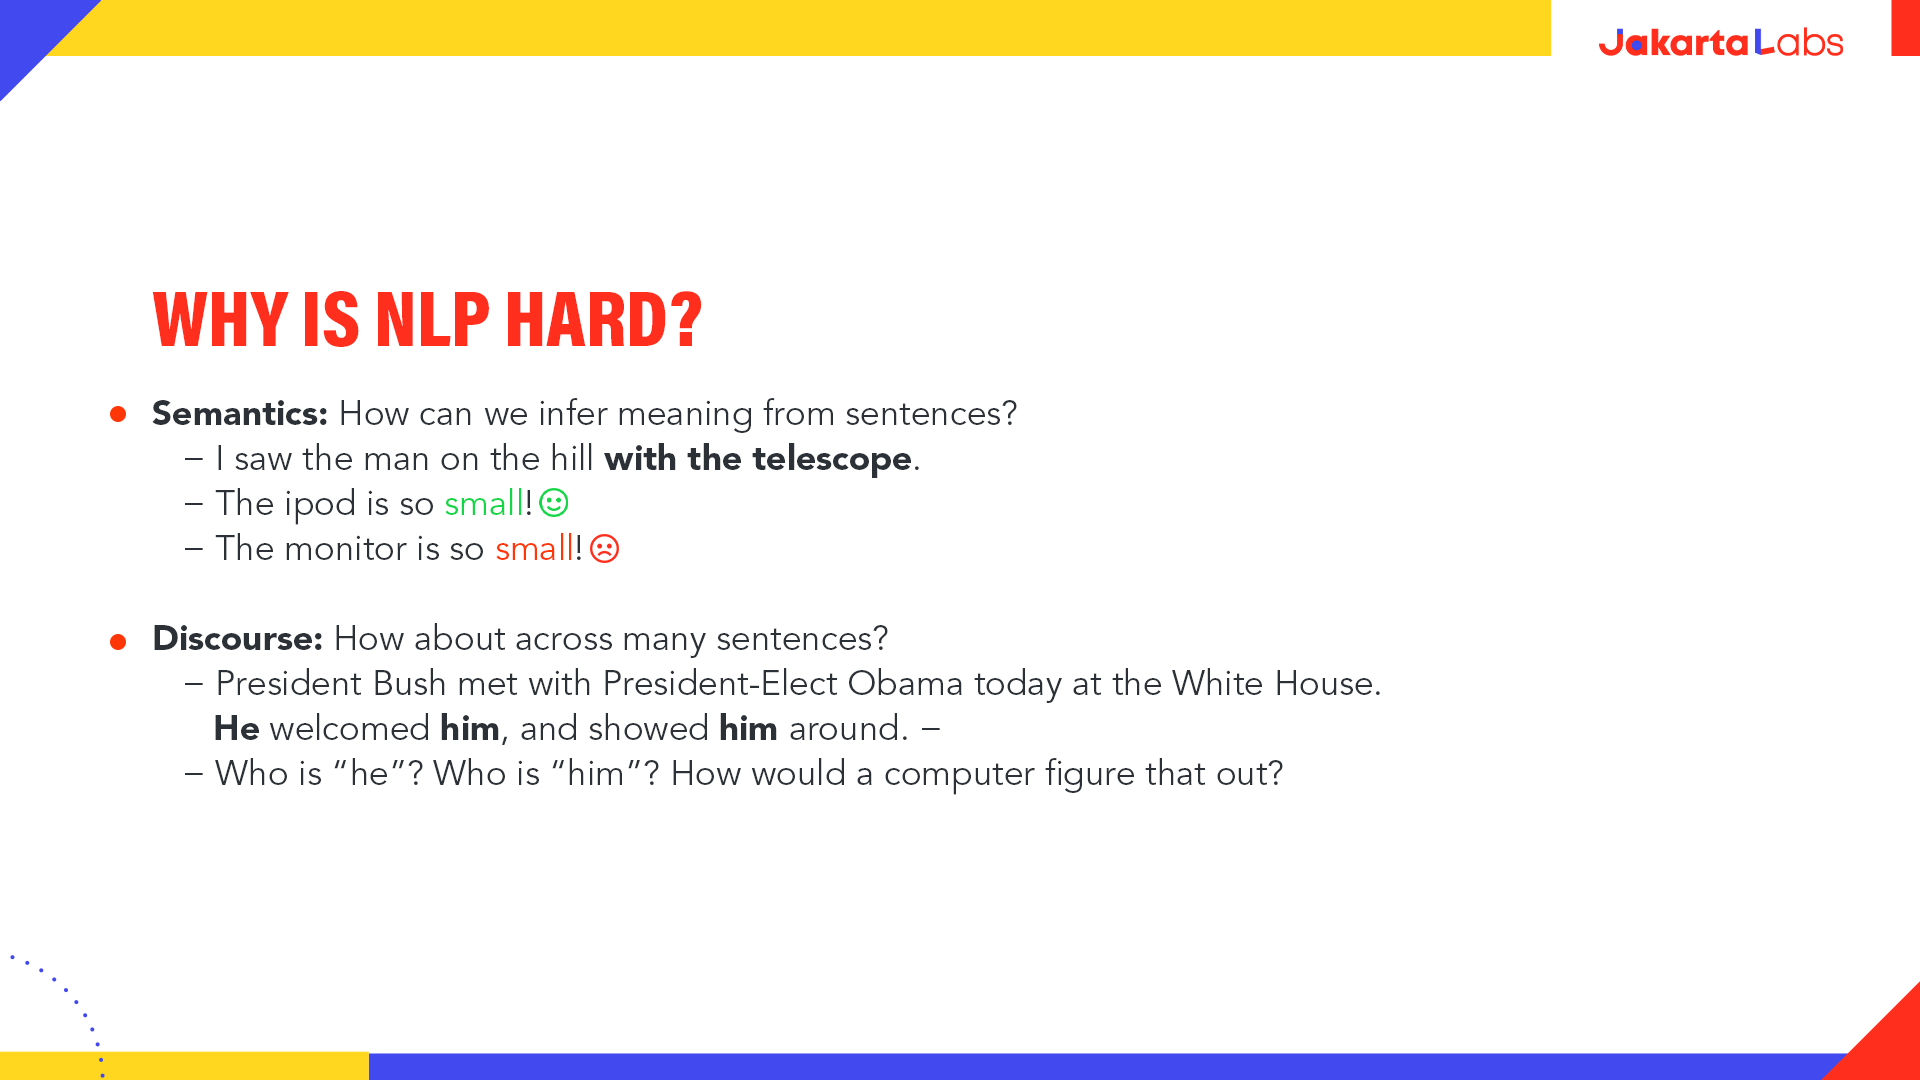 Jakarta Labs
WHY IS NLP HARD?
● Semantics: How can we infer meaning from sentences?
– I saw the man on the hill with the telescope.
– The ipod is so small!
– The monitor is so small!
● Discourse: How about across many sentences?
– President Bush met with President-Elect Obama today at the White House.
He welcomed him, and showed him around. –
– Who is “he”? Who is “him”? How would a computer figure that out?